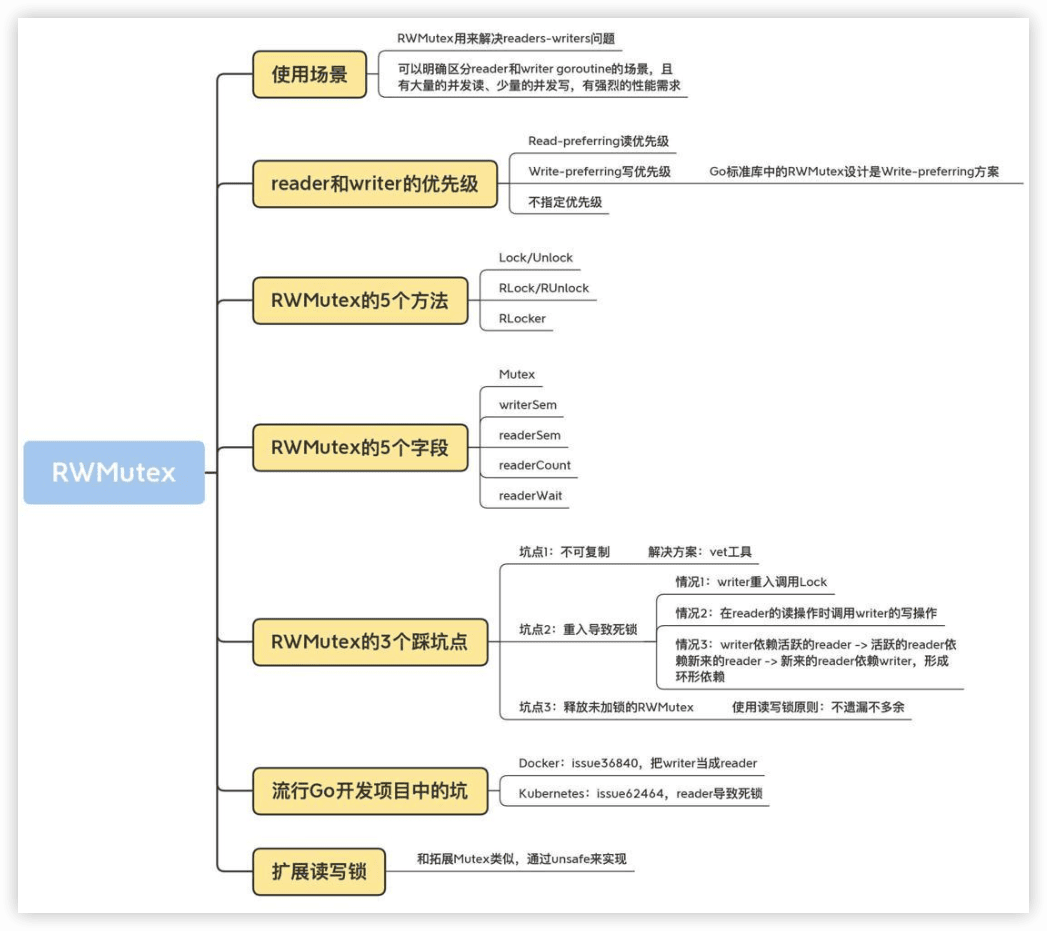 RWMutex
使用场景
RWMutex用来解决readers-writers问题
可以明确区分reader和writer goroutine的场景，且
有大量的并发读、少量的并发写，有强烈的性能需求
reader和writer的优先级
Read-preferring读优先级
Write-preferring写优先级
Go标准库中的RWMutex设计是Write-preferring方案
不指定优先级
RWMutex的5个方法
Lock/Unlock
RLock/RUnlock
RLocker
RWMutex的5个字段
Mutex
writerSem
readerSem
readerCount
readerWait
RWMutex的3个踩坑点
坑点1：不可复制
解决方案：vet工具
坑点2：重入导致死锁
情况1：writer重入调用Lock
情况2：在reader的读操作时调用writer的写操作
情况3：writer依赖活跃的reader -> 活跃的reader依
赖新来的reader -> 新来的reader依赖writer，形成
环形依赖
坑点3：释放未加锁的RWMutex
使用读写锁原则：不遗漏不多余
流行Go开发项目中的坑
Docker：issue36840，把writer当成reader
Kubernetes：issue62464，reader导致死锁
扩展读写锁
和拓展Mutex类似，通过unsafe来实现